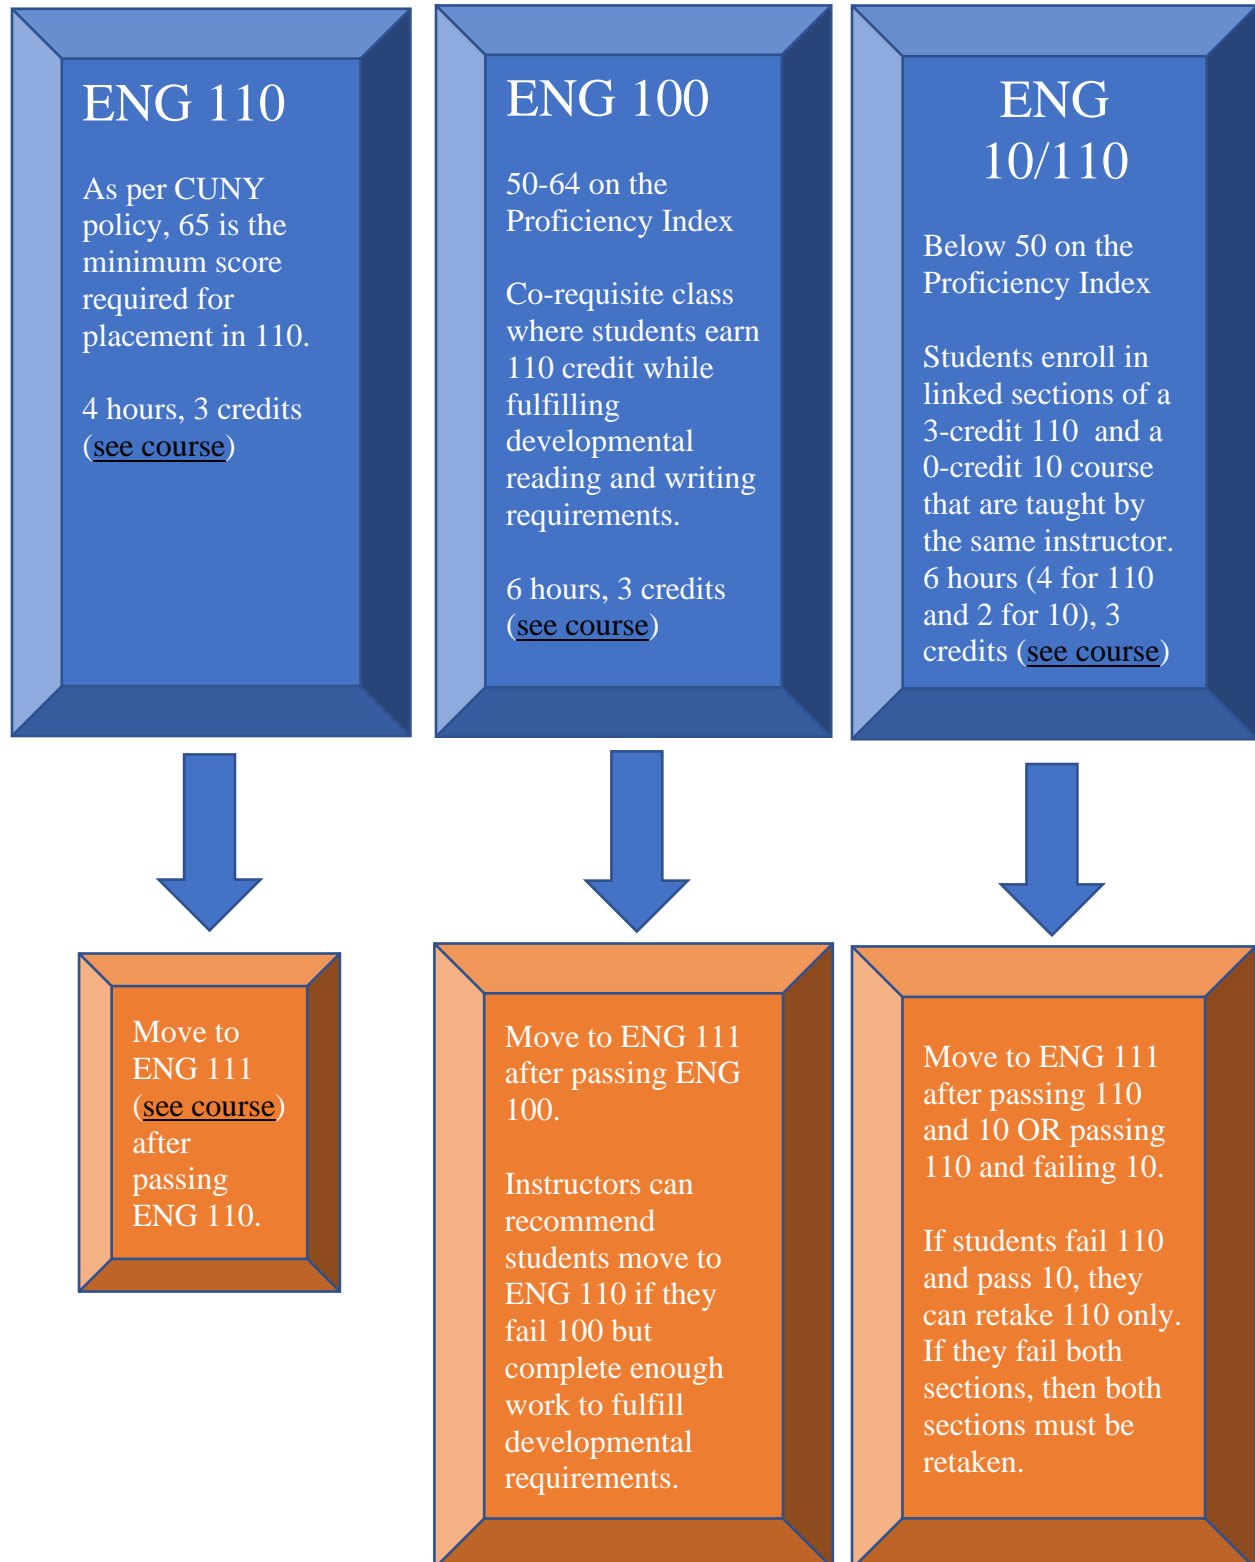 ENG 110
As per CUNY
policy, 65 is the
minimum score
required for
placement in 110.
4 hours, 3 credits
(see course)
ENG 100
50-64 on the
Proficiency Index
Co-requisite class
where students earn
110 credit while
fulfilling
developmental
reading and writing
requirements.
6 hours, 3 credits
(see course)
ENG
10/110
Below 50 on the
Proficiency Index
Students enroll in
linked sections of a
3-credit 110 and a
0-credit 10 course
that are taught by
the same instructor.
6 hours (4 for 110
and 2 for 10), 3
credits (see course)
Move to
ENG 111
(see course)
after
passing
ENG 110.
Move to ENG 111
after passing ENG
100.
Instructors can
recommend
students move to
ENG 110 if they
fail 100 but
complete enough
work to fulfill
developmental
requirements.
Move to ENG 111
after passing 110
and 10 OR passing
110 and failing 10.
If students fail 110
and pass 10, they
can retake 110 only.
If they fail both
sections, then both
sections must be
retaken.